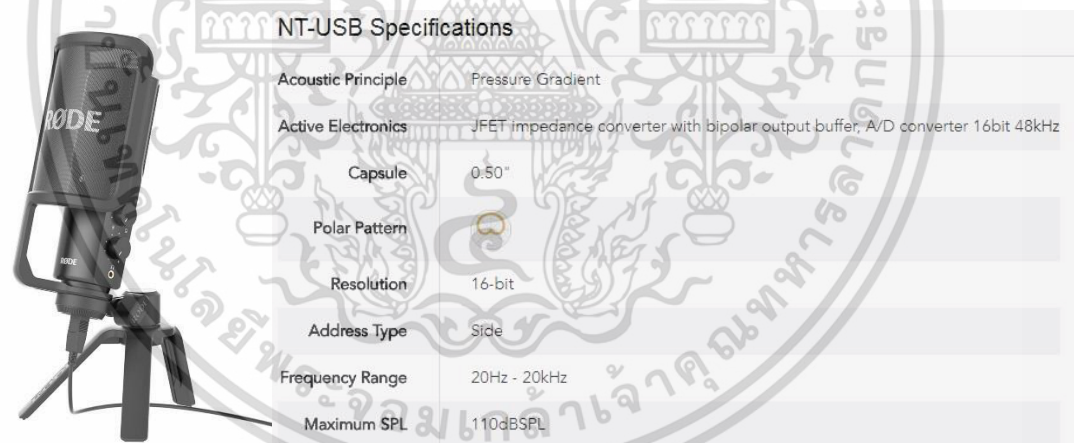 NT-USB Specifications
Acoustic Principle Pressure Gradient
Active Electronics JFET impedance converter with bipolar output buffer, A/D converter 16bit 48kHz
Capsule 0.50"
Polar Pattern
Resolution 16-bit
Address Type Side
Frequency Range 20Hz - 20kHz
Maximum SPL 110dBSPL
RØDE
RØDE